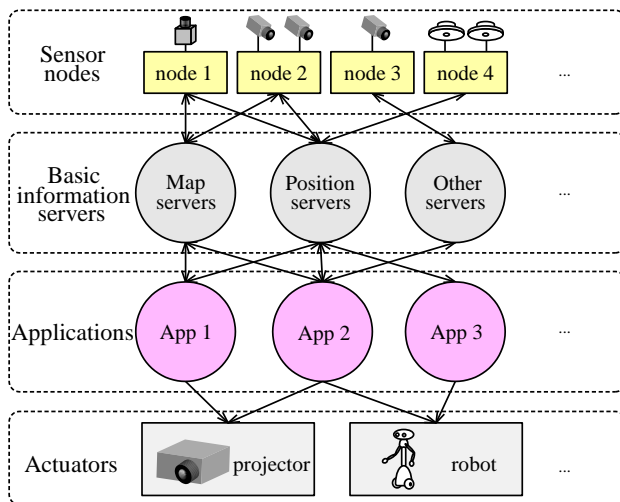 Sensor
nodes
node 1
node 2
node 3
node 4
...
Basic
information
servers
Map
servers
Position
servers
Other
servers
...
Applications
App 1
App 2
App 3
...
Actuators
projector
robot
...